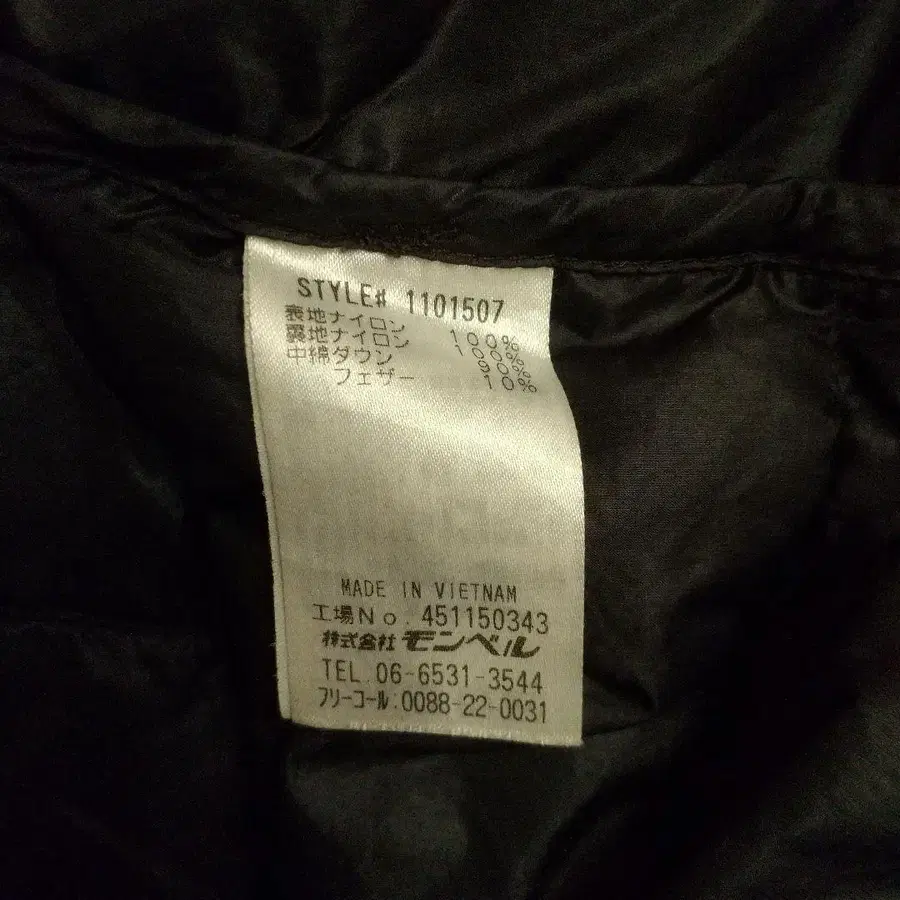 STYLE# 1101507
表地ナイロン 100%
裏地ナイロン 100%
中綿ダウン 90%
フェザー 10%
MADE IN VIETNAM
工場No. 451150343
株式会社モンベル
TEL.06-6531-3544
フリーコール:0088-22-0031